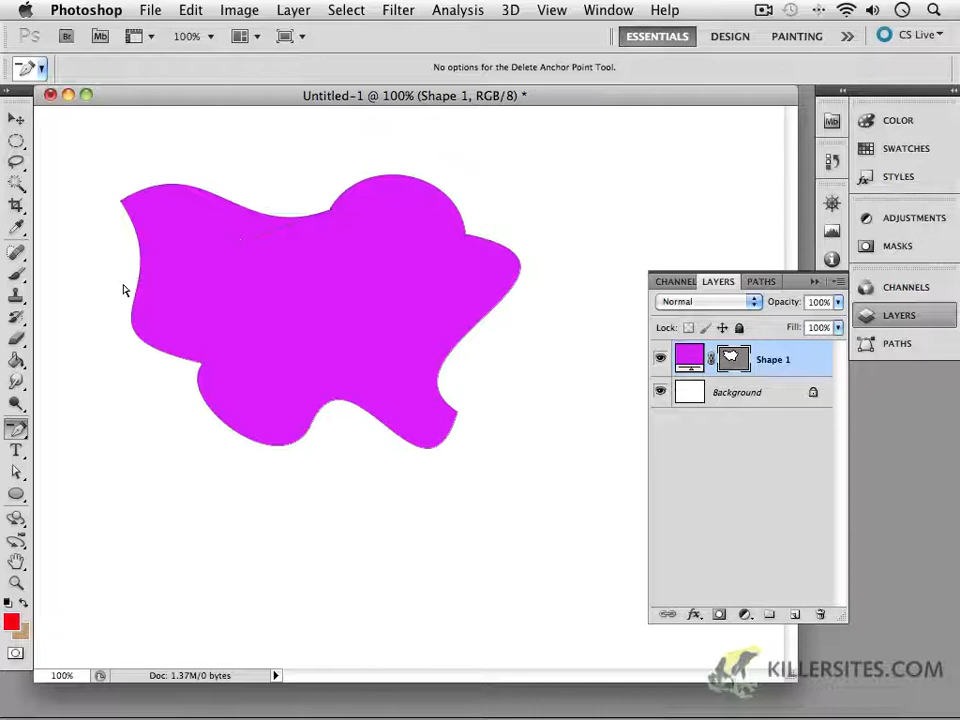 Photoshop File Edit Image Layer Select Filter Analysis 3D View Window Help
Ps Br Mb 100% ESSENTIALS DESIGN PAINTING CS Live
No options for the Delete Anchor Point Tool.
Untitled-1 @ 100% (Shape 1, RGB/8) *
Mb COLOR
SWATCHES
STYLES
ADJUSTMENTS
MASKS
CHANNEL LAYERS PATHS
CHANNELS
Normal Opacity: 100%
LAYERS
Lock: Fill: 100%
PATHS
Shape 1
Background
100% Doc: 1.37M/0 bytes
KILLERSITES.COM